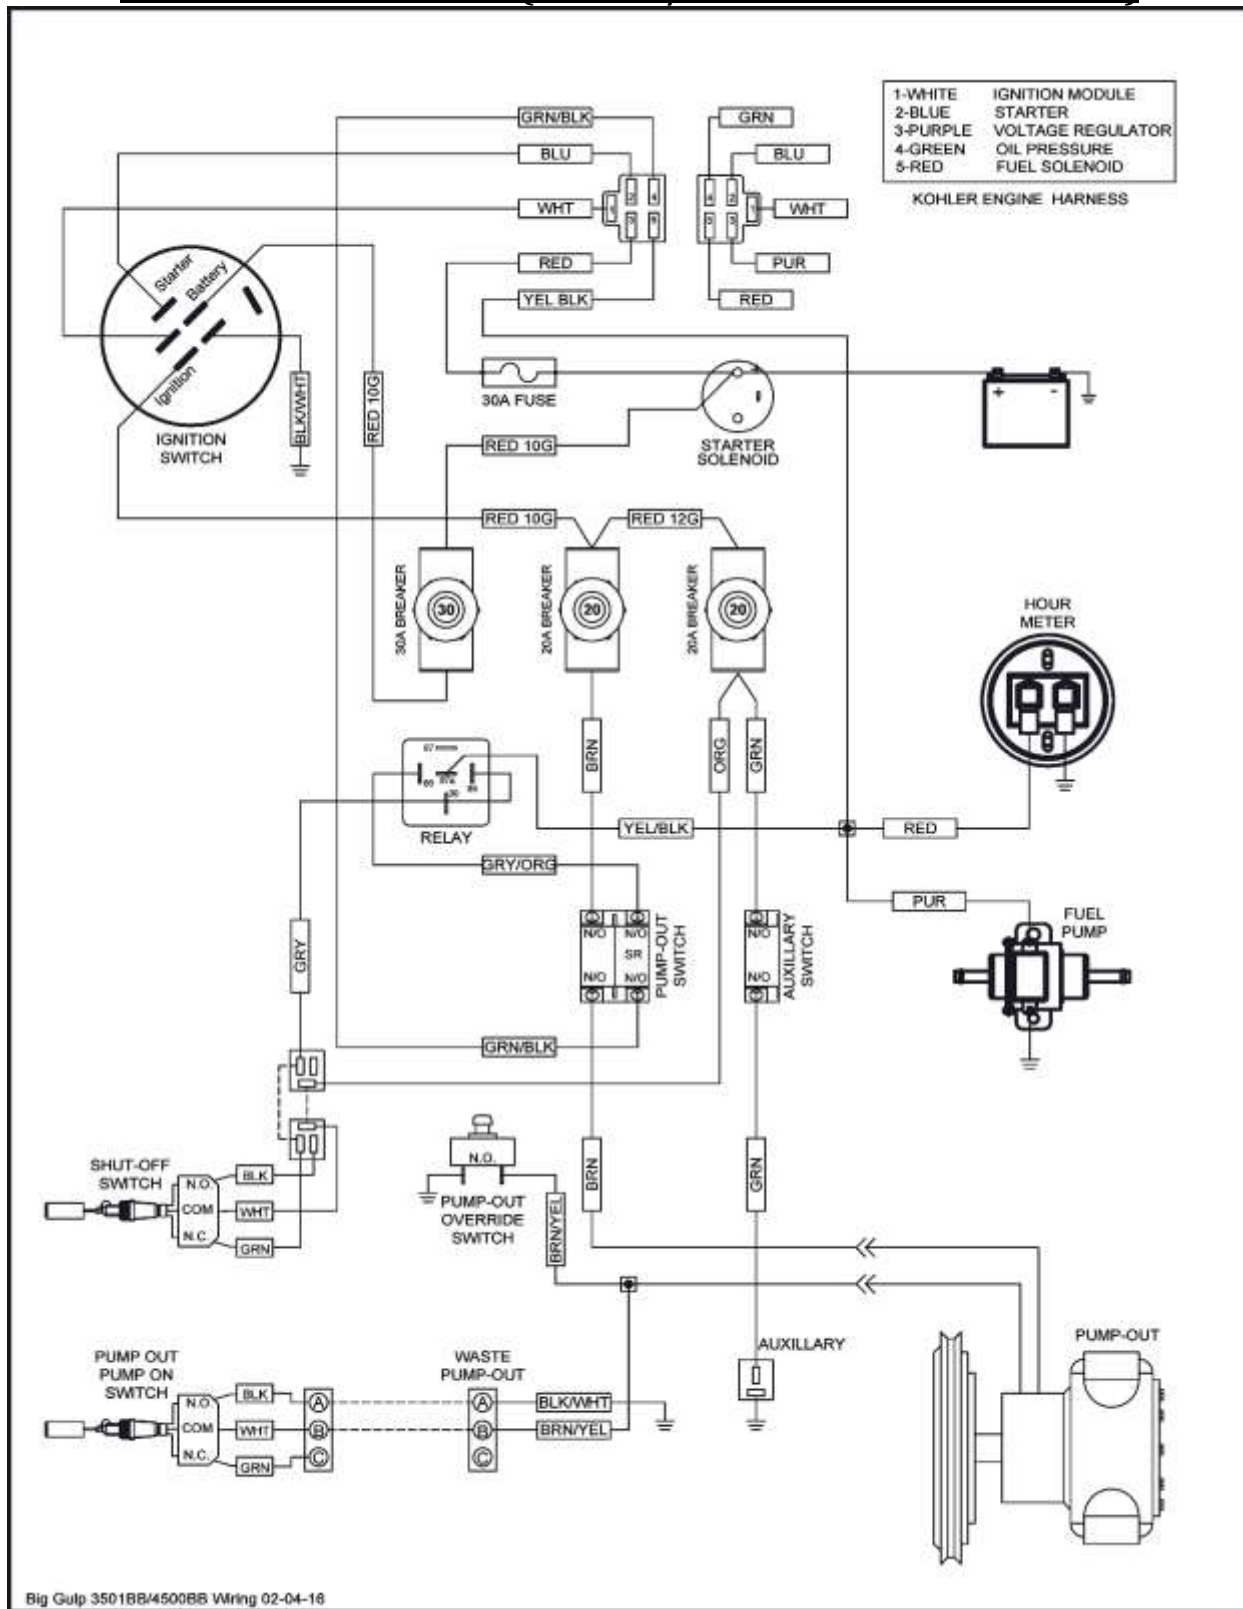 1-WHITE IGNITION MODULE
2-BLUE STARTER
3-PURPLE VOLTAGE REGULATOR
4-GREEN OIL PRESSURE
5-RED FUEL SOLENOID
KOHLER ENGINE HARNESS
GRN/BLK
GRN
BLU
BLU
WHT
WHT
RED
PUR
YEL BLK
RED
Starter
Battery
Ignition
IGNITION
SWITCH
BLK/WHT
RED 10G
30A FUSE
+ -
RED 10G
STARTER
SOLENOID
RED 10G
RED 12G
30A BREAKER
30
20A BREAKER
20
20A BREAKER
20
HOUR
METER
BRN
ORG
GRN
87
RELAY
YEL/BLK
RED
GRY/ORG
PUR
GRY
N/O N/O
SR
N/O N/O
PUMP-OUT
SWITCH
N/O
N/O
AUXILLARY
SWITCH
FUEL
PUMP
GRN/BLK
SHUT-OFF
SWITCH
N.O.
COM
N.C.
BLK
WHT
GRN
N.O.
PUMP-OUT
OVERRIDE
SWITCH
BRN/YEL
BRN
GRN
PUMP OUT
PUMP ON
SWITCH
N.O.
COM
N.C.
BLK
WHT
GRN
A
B
C
WASTE
PUMP-OUT
A
B
C
BLK/WHT
BRN/YEL
AUXILLARY
PUMP-OUT
Big Gulp 3501BB/4500BB Wiring 02-04-16